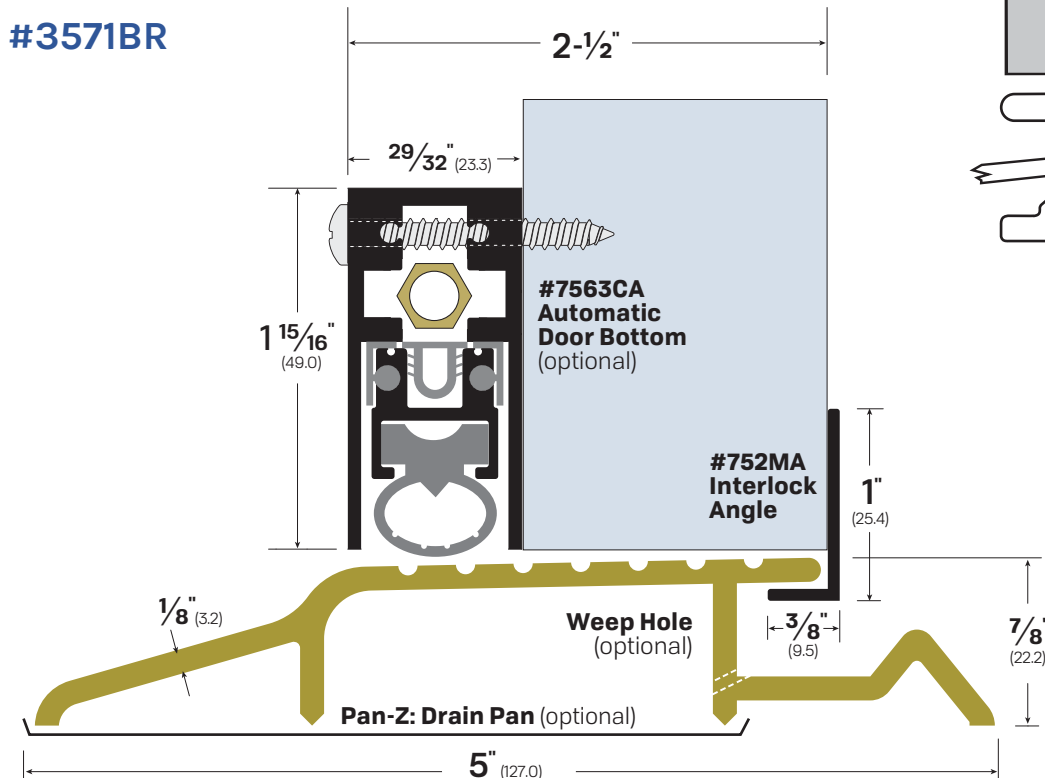 #3571BR
2-½"
29/32" (23.3)
1 15/16"
(49.0)
#7563CA
Automatic
Door Bottom
(optional)
#752MA
Interlock
Angle
1"
(25.4)
1/8" (3.2)
Weep Hole
(optional)
3/8"
(9.5)
7/8"
(22.2)
Pan-Z: Drain Pan (optional)
5" (127.0)